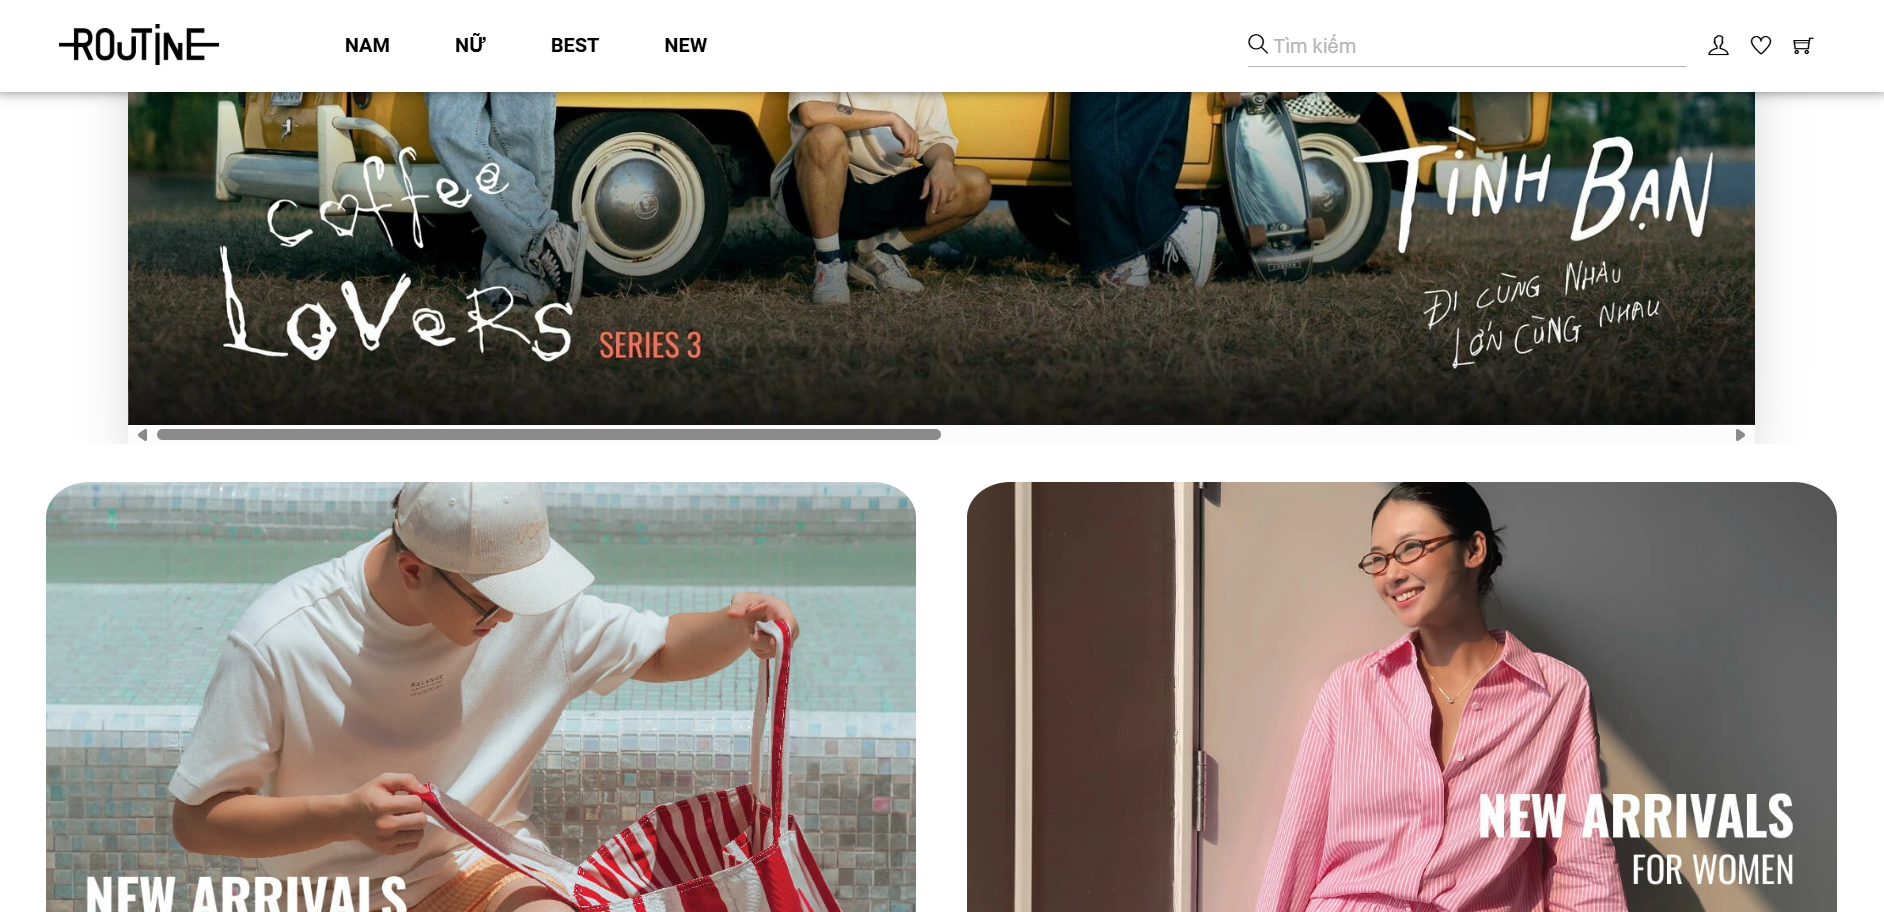 ROUTINE
NAM
NỮ
BEST
NEW
Tìm kiếm
coffee
LOVERS
SERIES 3
TÌNH BẠN
ĐI CÙNG NHAU
LỚN CÙNG NHAU
BALANCE
NEW ARRIVALS
NEW ARRIVALS
FOR WOMEN